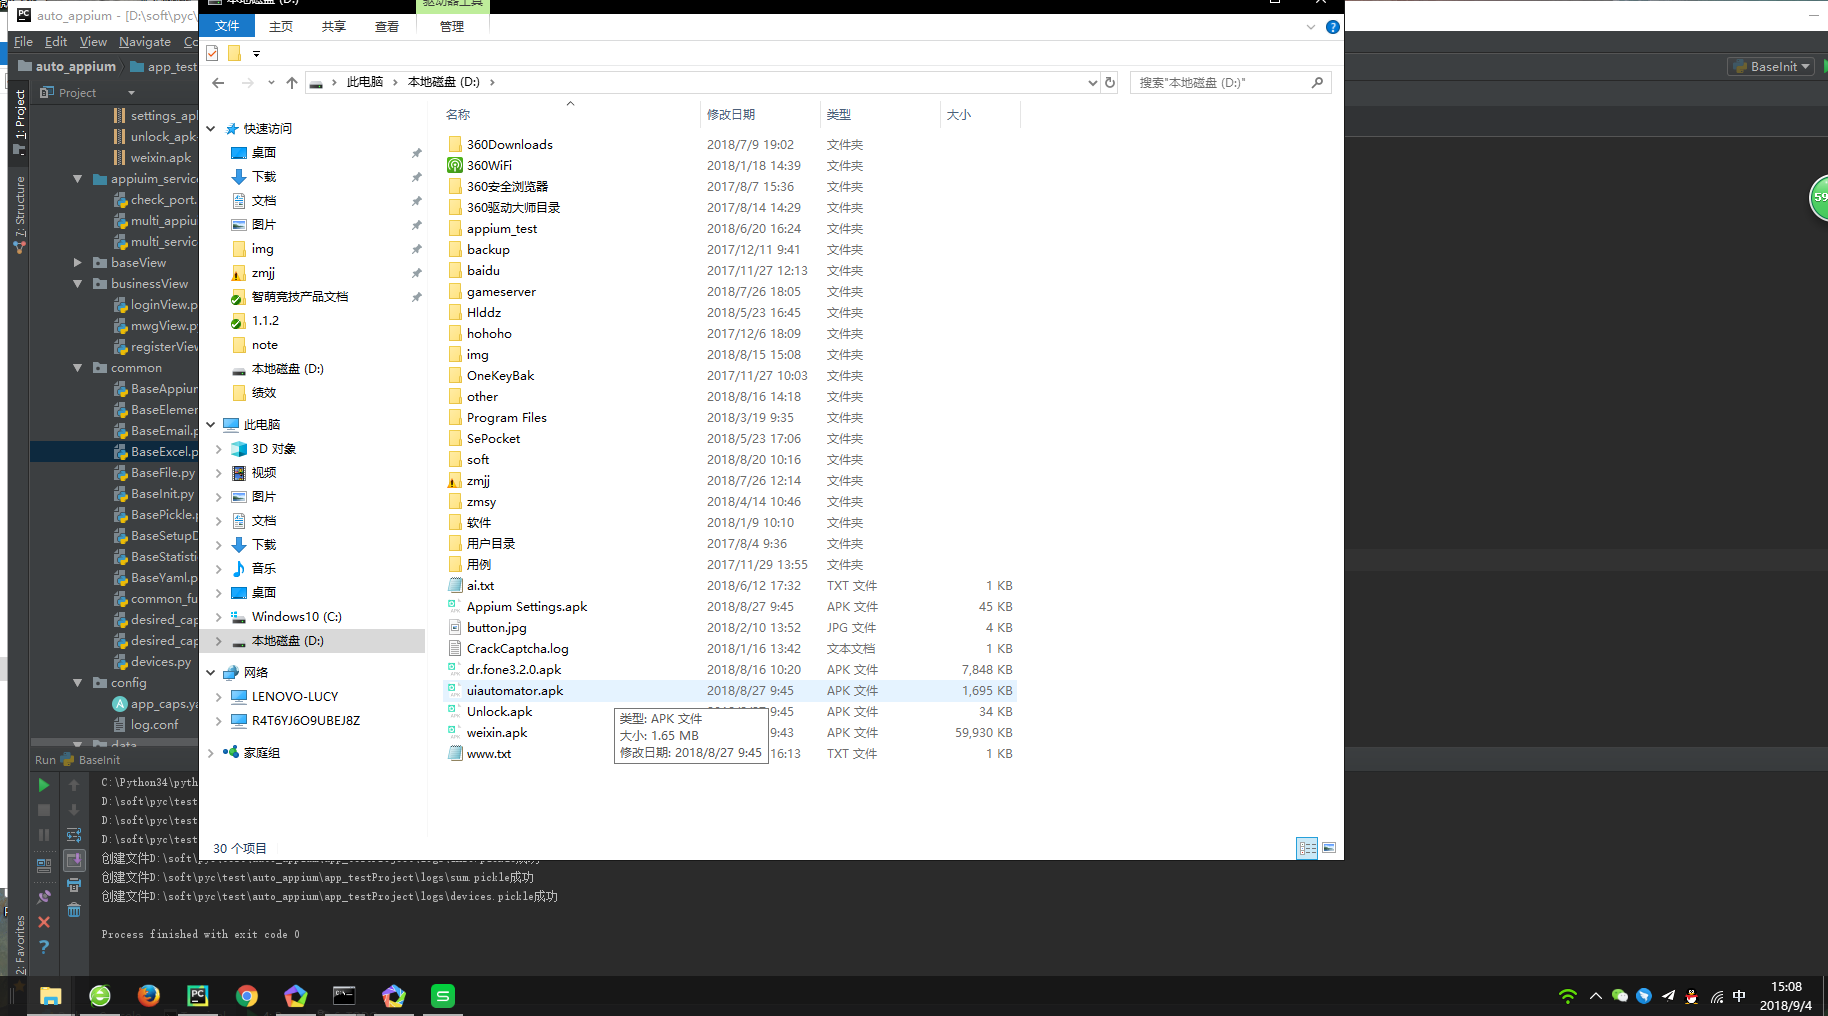 auto_appium - [D:\soft\pyc\
本地磁盘 (D:)
驱动器工具
File Edit View Navigate
文件 主页 共享 查看 管理
auto_appium app_test
BaseInit
此电脑 本地磁盘 (D:)
搜索"本地磁盘 (D:)"
Project
1: Project
7: Structure
2: Favorites
settings_apl
unlock_apk
weixin.apk
appiuim_servic
check_port.
multi_appiu
multi_servic
baseView
businessView
loginView.p
mwgView.py
registerView
common
BaseAppiur
BaseElemer
BaseEmail.p
BaseExcel.p
BaseFile.py
BaseInit.py
BasePickle.p
BaseSetupD
BaseStatisti
BaseYaml.p
common_fu
desired_cap
desired_cap
devices.py
config
app_caps.ya
log.conf
data
快速访问
桌面
下载
文档
图片
img
zmjj
智萌竞技产品文档
1.1.2
note
本地磁盘 (D:)
绩效
此电脑
3D 对象
视频
图片
文档
下载
音乐
桌面
Windows10 (C:)
本地磁盘 (D:)
网络
LENOVO-LUCY
R4T6YJ6O9UBEJ8Z
家庭组
名称 修改日期 类型 大小
360Downloads 2018/7/9 19:02 文件夹
360WiFi 2018/1/18 14:39 文件夹
360安全浏览器 2017/8/7 15:36 文件夹
360驱动大师目录 2017/8/14 14:29 文件夹
appium_test 2018/6/20 16:24 文件夹
backup 2017/12/11 9:41 文件夹
baidu 2017/11/27 12:13 文件夹
gameserver 2018/7/26 18:05 文件夹
Hlddz 2018/5/23 16:45 文件夹
hohoho 2017/12/6 18:09 文件夹
img 2018/8/15 15:08 文件夹
OneKeyBak 2017/11/27 10:03 文件夹
other 2018/8/16 14:18 文件夹
Program Files 2018/3/19 9:35 文件夹
SePocket 2018/5/23 17:06 文件夹
soft 2018/8/20 10:16 文件夹
zmjj 2018/7/26 12:14 文件夹
zmsy 2018/4/14 10:46 文件夹
软件 2018/1/9 10:10 文件夹
用户目录 2017/8/4 9:36 文件夹
用例 2017/11/29 13:55 文件夹
ai.txt 2018/6/12 17:32 TXT 文件 1 KB
Appium Settings.apk 2018/8/27 9:45 APK 文件 45 KB
button.jpg 2018/2/10 13:52 JPG 文件 4 KB
CrackCaptcha.log 2018/1/16 13:42 文本文档 1 KB
dr.fone3.2.0.apk 2018/8/16 10:20 APK 文件 7,848 KB
uiautomator.apk 2018/8/27 9:45 APK 文件 1,695 KB
Unlock.apk 9:45 APK 文件 34 KB
weixin.apk 9:43 APK 文件 59,930 KB
www.txt 16:13 TXT 文件 1 KB
类型: APK 文件
大小: 1.65 MB
修改日期: 2018/8/27 9:45
30 个项目
59
Run BaseInit
C:\Python34\pyth
D:\soft\pyc\test
D:\soft\pyc\test
D:\soft\pyc\test
创建文件D:\soft\pyc\test\auto_appium\app_testProject\logs\sum.pickle成功
创建文件D:\soft\pyc\test\auto_appium\app_testProject\logs\devices.pickle成功
Process finished with exit code 0
中
15:08
2018/9/4